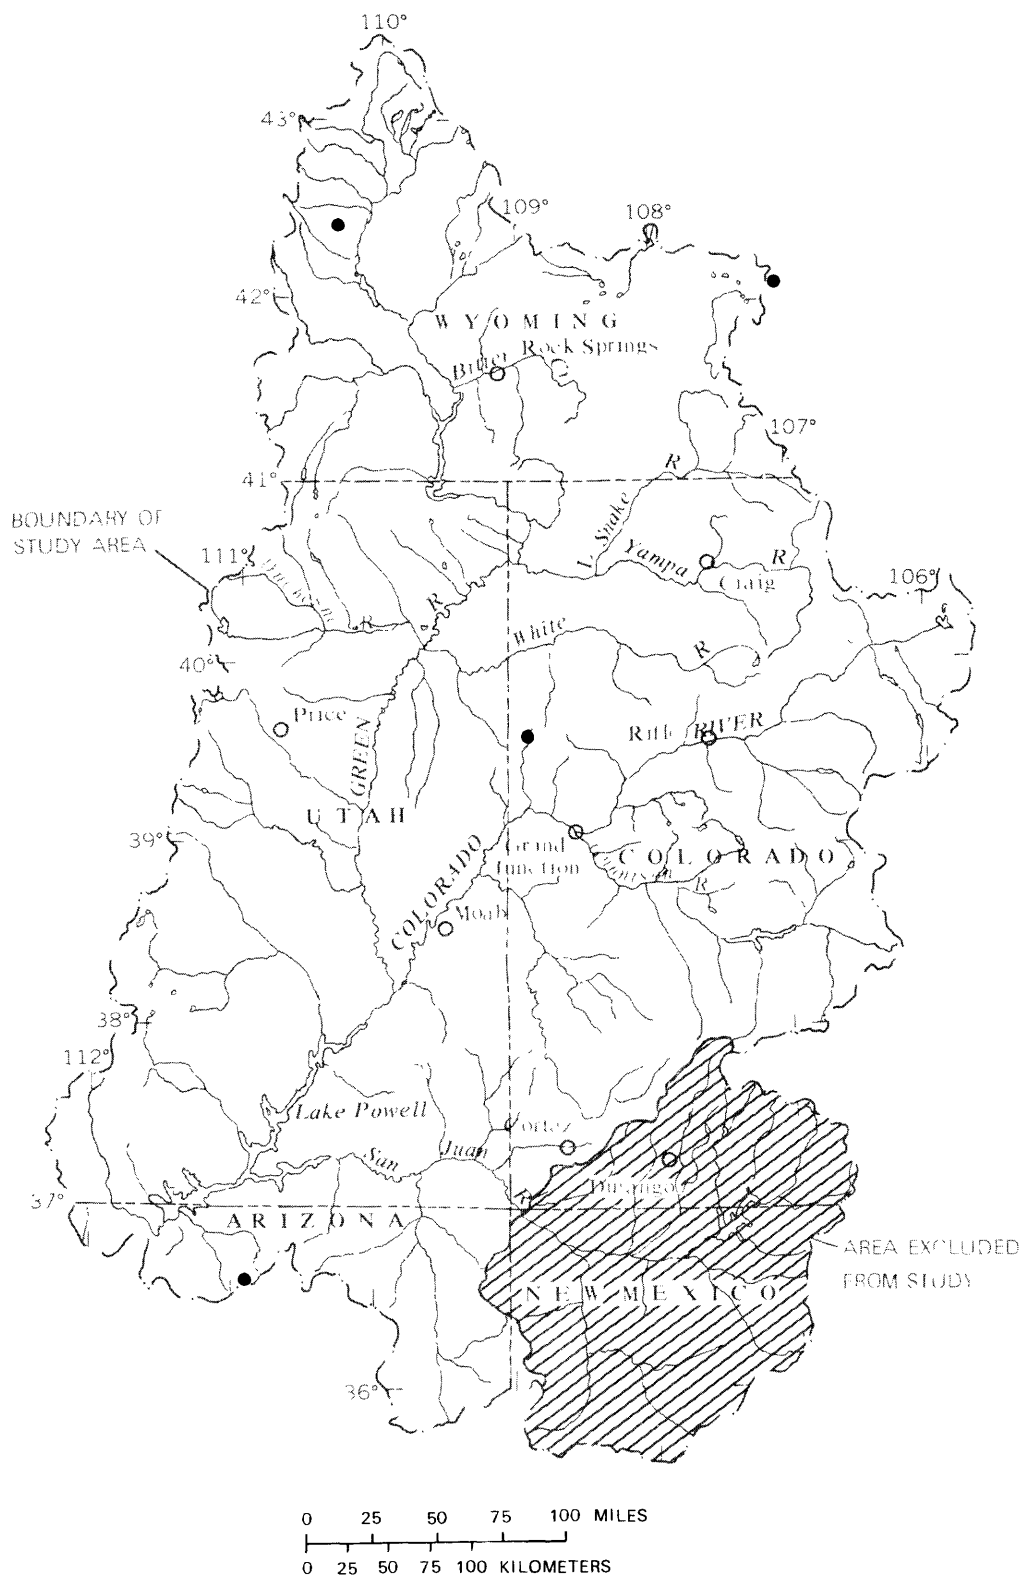 110°
43°
109°
108°
42°
WYOMING
Rock Springs
Bitter
107°
41°
R
BOUNDARY OF
STUDY AREA
L. Snake
Yampa
R
Craig
111°
106°
R
R
White
R
40°
Price
GREEN
RIVER
UTAH
39°
COLORADO
Grand
Junction
COLORADO
R
Moab
38°
112°
Lake Powell
Cortez
San
Juan
R
Durango
37°
ARIZONA
AREA EXCLUDED
FROM STUDY
NEW MEXICO
36°
0 25 50 75 100 MILES
0 25 50 75 100 KILOMETERS